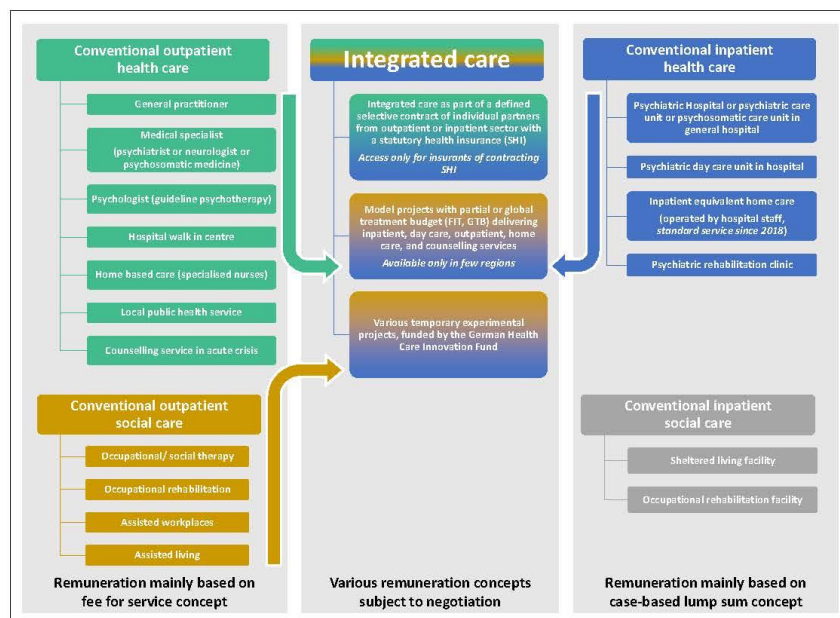 Conventional outpatient
health care
General practitioner
Medical specialist
(psychiatrist or neurologist or
psychosomatic medicine)
Psychologist (guideline psychotherapy)
Hospital walk in centre
Home based care (specialised nurses)
Local public health service
Counselling service in acute crisis
Conventional outpatient
social care
Occupational/ social therapy
Occupational rehabilitation
Assisted workplaces
Assisted living
Remuneration mainly based on
fee for service concept
Integrated care
Integrated care as part of a defined
selective contract of individual partners
from outpatient or inpatient sector with
a statutory health insurance (SHI)
Access only for insurants of contracting
SHI
Model projects with partial or global
treatment budget (FIT, GTB) delivering
inpatient, day care, outpatient, home
care, and counselling services
Available only in few regions
Various temporary experimental
projects, funded by the German Health
Care Innovation Fund
Various remuneration concepts
subject to negotiation
Conventional inpatient
health care
Psychiatric Hospital or psychiatric care
unit or psychosomatic care unit in
general hospital
Psychiatric day care unit in hospital
Inpatient equivalent home care
(operated by hospital staff,
standard service since 2018)
Psychiatric rehabilitation clinic
Conventional inpatient
social care
Sheltered living facility
Occupational rehabilitation facility
Remuneration mainly based on
case-based lump sum concept